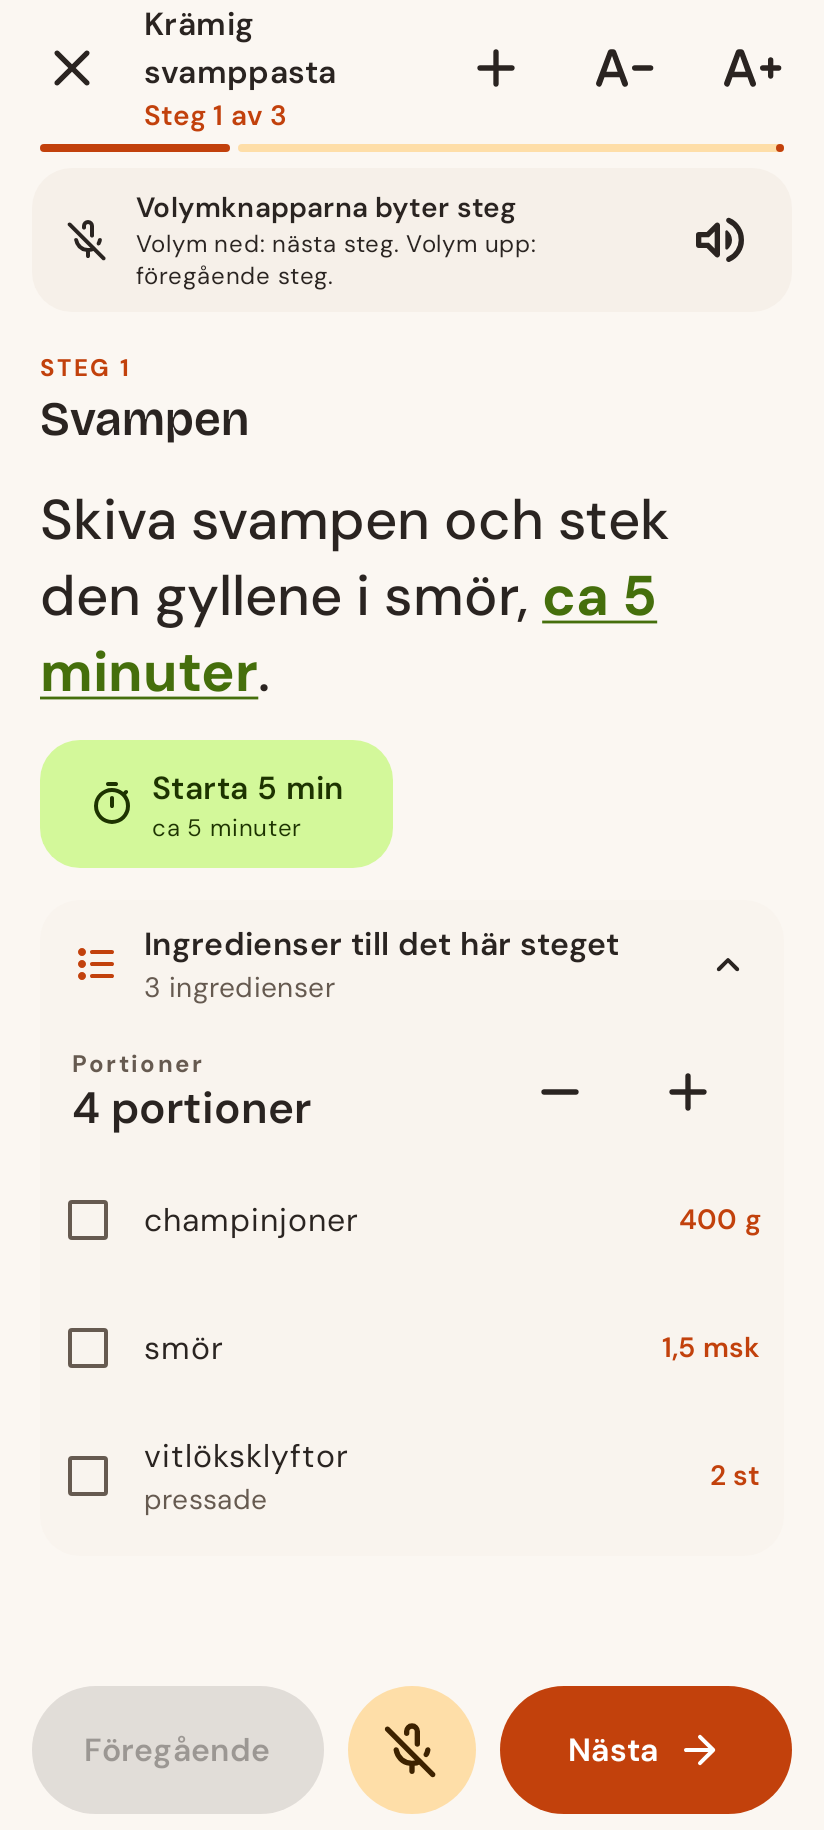 Krämig
svamppasta
Steg 1 av 3
A−
A+
Volymknapparna byter steg
Volym ned: nästa steg. Volym upp:
föregående steg.
STEG 1
Svampen
Skiva svampen och stek
den gyllene i smör, ca 5
minuter.
Starta 5 min
ca 5 minuter
Ingredienser till det här steget
3 ingredienser
Portioner
4 portioner
champinjoner 400 g
smör 1,5 msk
vitlöksklyftor
pressade
2 st
Föregående
Nästa